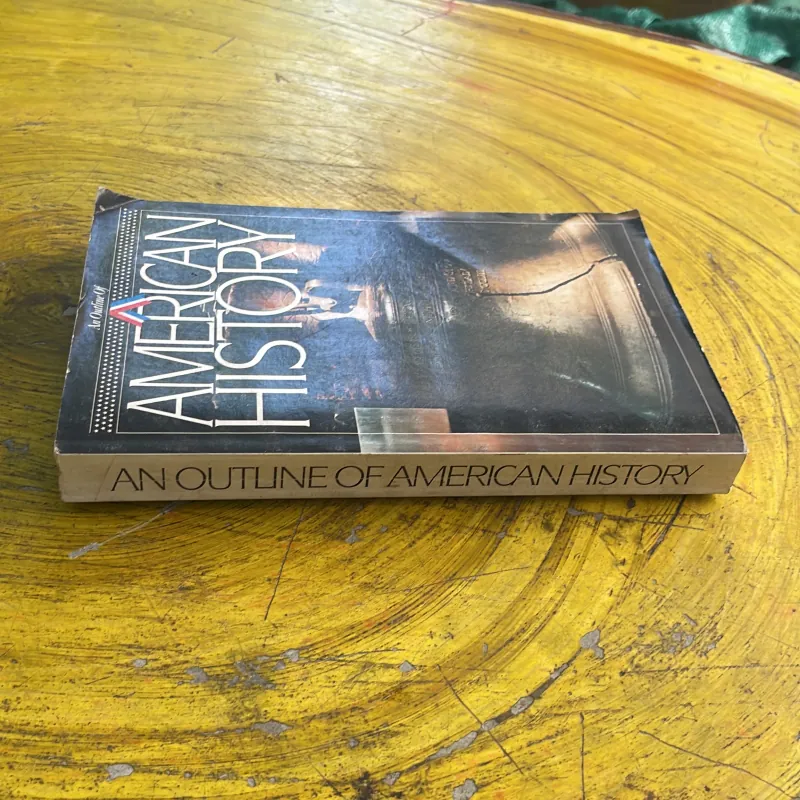 An Outline Of
AMERICAN
HISTORY
AN OUTLINE OF AMERICAN HISTORY